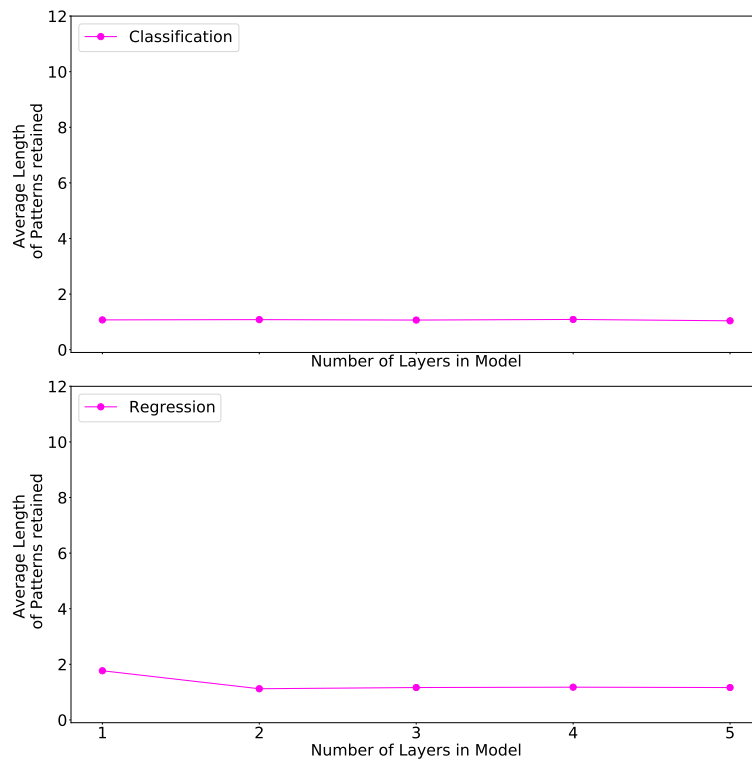 12
Classification
10
8
6
4
2
0
Average Length
of Patterns retained
Number of Layers in Model
12
Regression
10
8
6
4
2
0
Average Length
of Patterns retained
1 2 3 4 5
Number of Layers in Model